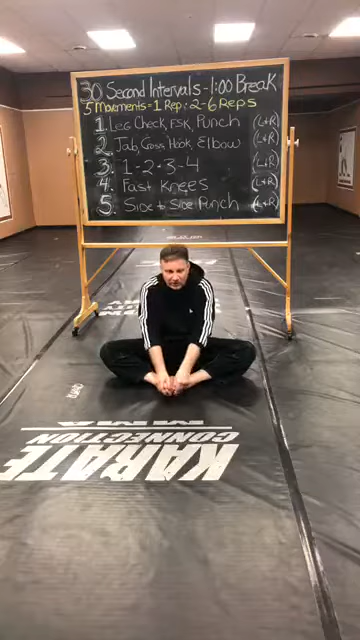 30 Second Intervals - 1:00 Break
5 Movements = 1 Rep : 2-6 Reps
1. Leg Check, FSK, Punch (L+R)
2. Jab, Cross, Hook, Elbow (L+R)
3. 1-2-3-4 (L+R)
4. Fast Knees (L+R)
5. Side to Side Punch (L+R)
KARATE
CONNECTION
MMA